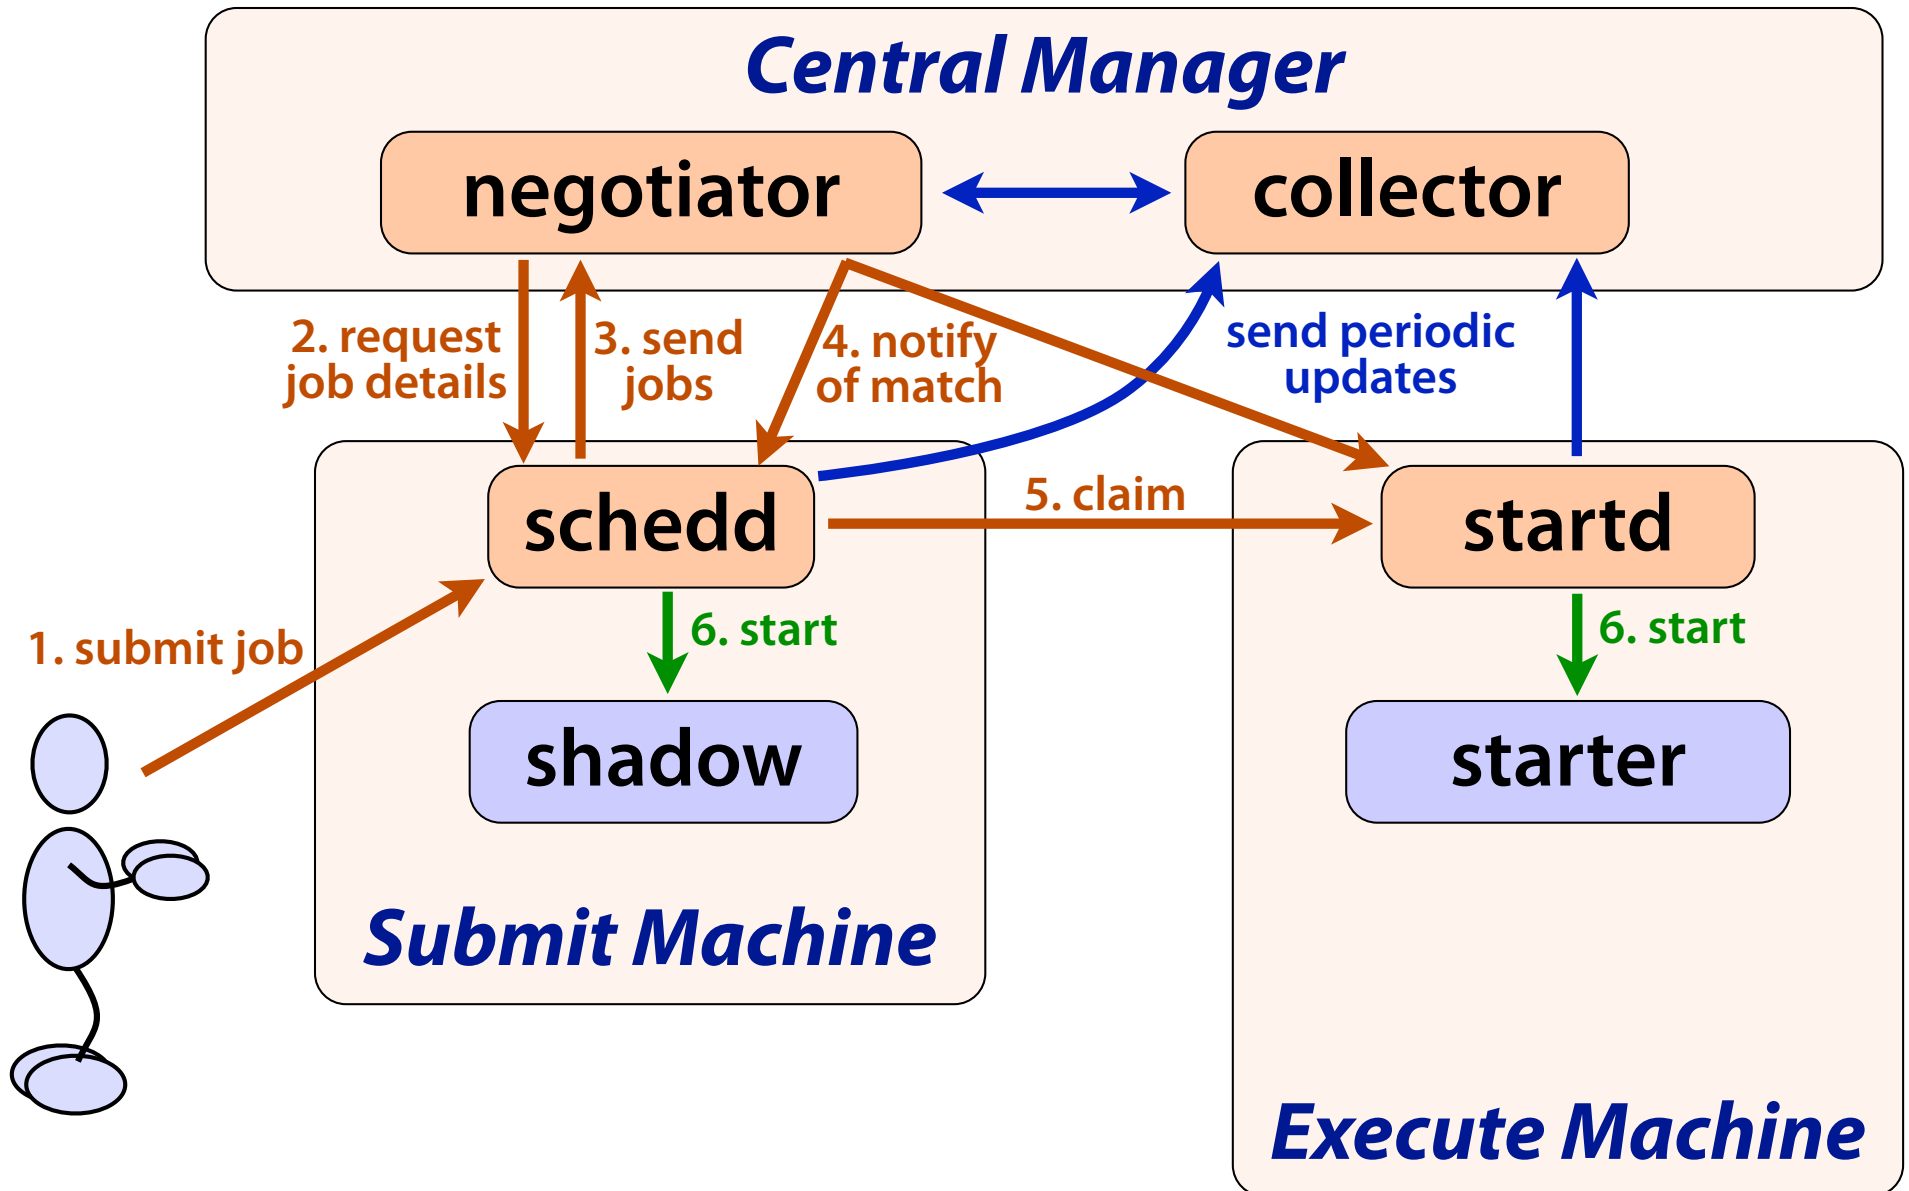 Central Manager
negotiator
collector
2. request
job details
3. send
jobs
4. notify
of match
send periodic
updates
schedd
5. claim
startd
1. submit job
6. start
6. start
shadow
starter
Submit Machine
Execute Machine